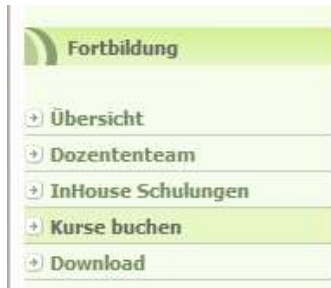 Fortbildung
Übersicht
Dozententeam
InHouse Schulungen
Kurse buchen
Download